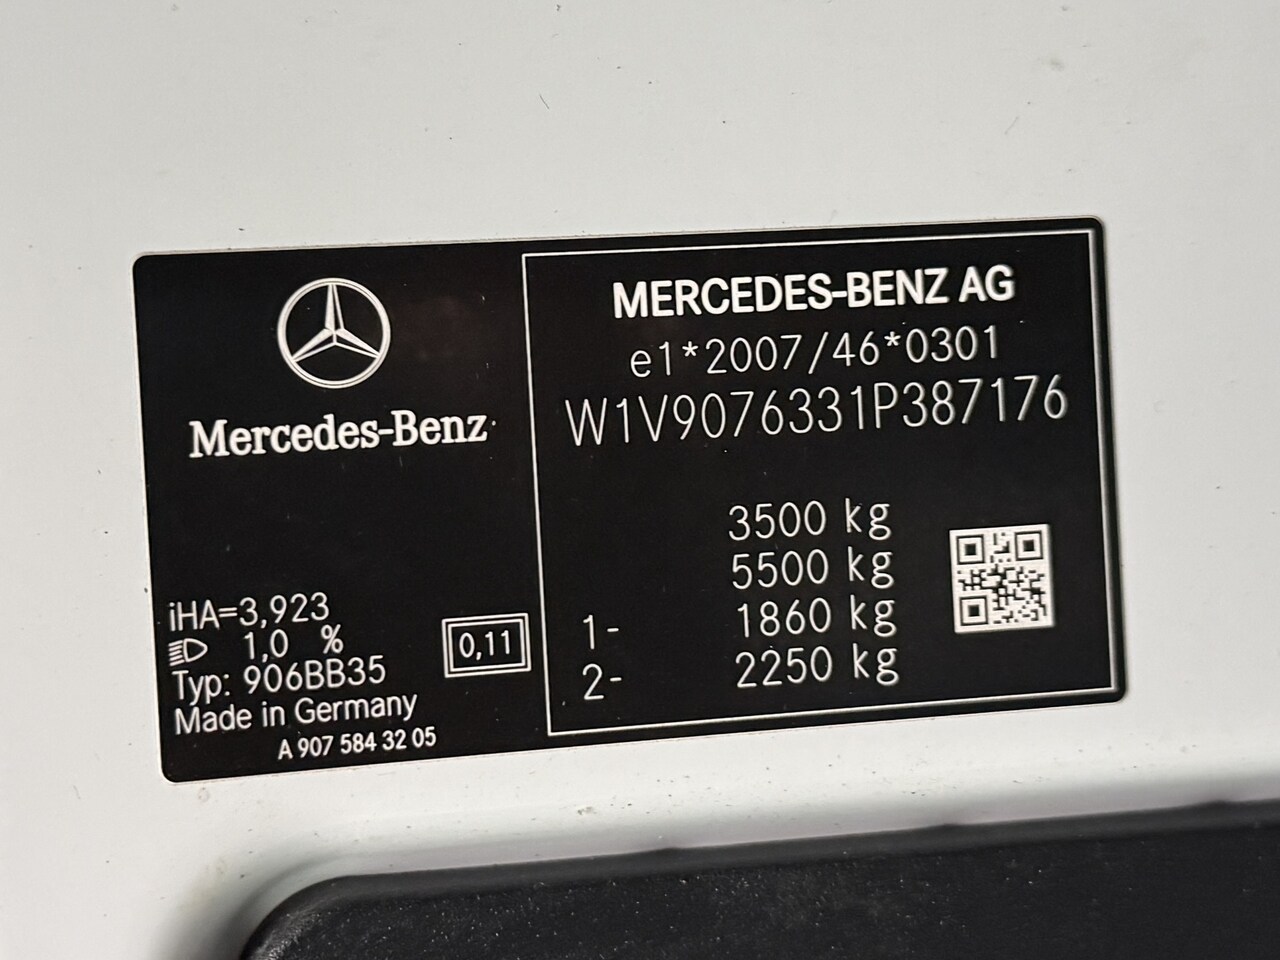 Mercedes-Benz
iHA=3,923
1,0 %
Typ: 906BB35
Made in Germany
A 907 584 32 05
0,11
MERCEDES-BENZ AG
e1*2007/46*0301
W1V9076331P387176
3500 kg
5500 kg
1- 1860 kg
2- 2250 kg